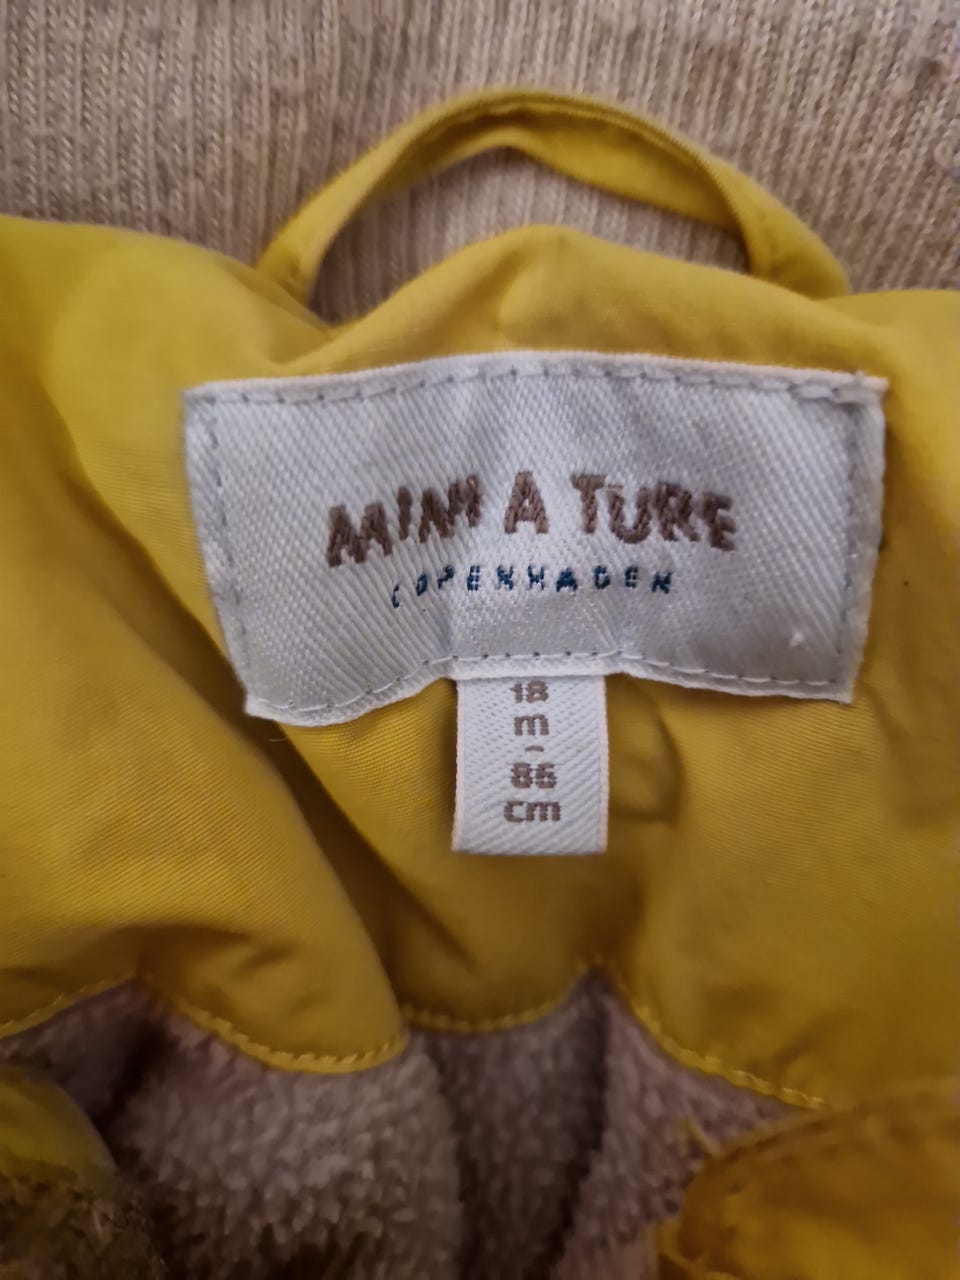 MINI A TURE
COPENHAGEN
18
m
-
86
cm